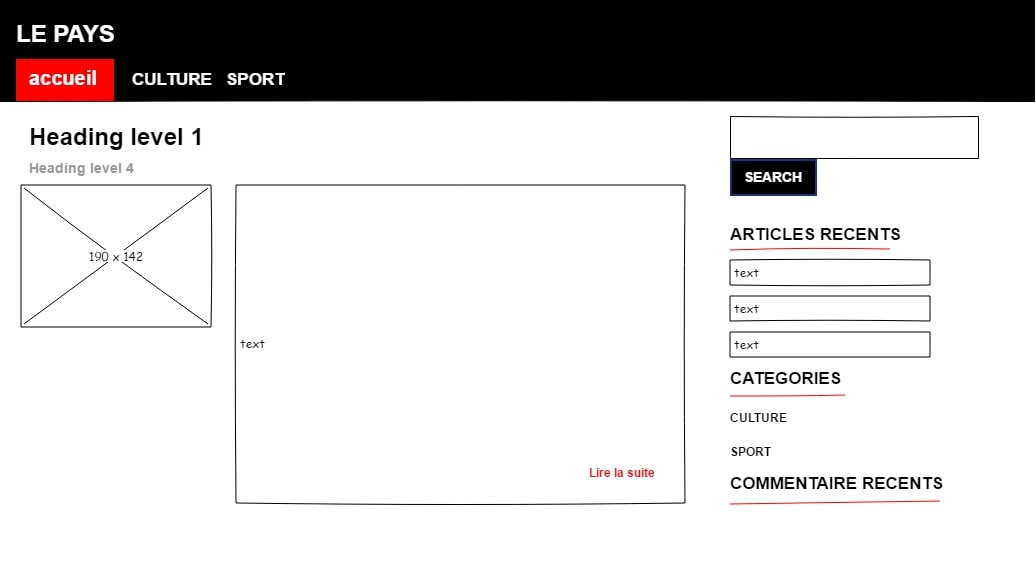 LE PAYS
accueil CULTURE SPORT
Heading level 1
Heading level 4
190 x 142
text
Lire la suite
SEARCH
ARTICLES RECENTS
text
text
text
CATEGORIES
CULTURE
SPORT
COMMENTAIRE RECENTS